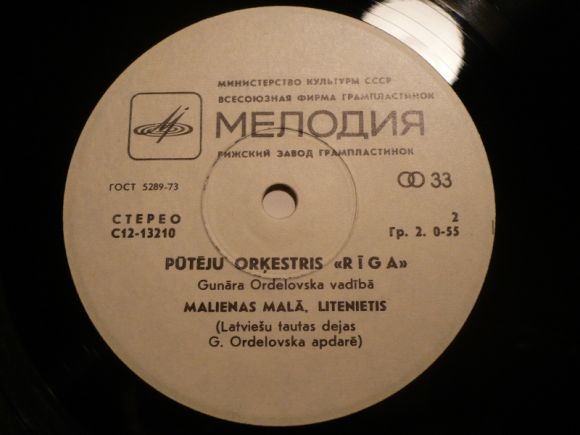 МИНИСТЕРСТВО КУЛЬТУРЫ СССР
ВСЕСОЮЗНАЯ ФИРМА ГРАМПЛАСТИНОК
МЕЛОДИЯ
РИЖСКИЙ ЗАВОД ГРАМПЛАСТИНОК
ГОСТ 5289-73
33
СТЕРЕО
2
С12-13210
Гр. 2. 0-55
PŪTĒJU ORĶESTRIS «RĪGA»
Gunāra Ordelovska vadībā
MALIENAS MALĀ, LITENIETIS
(Latviešu tautas dejas
G. Ordelovska apdarē)